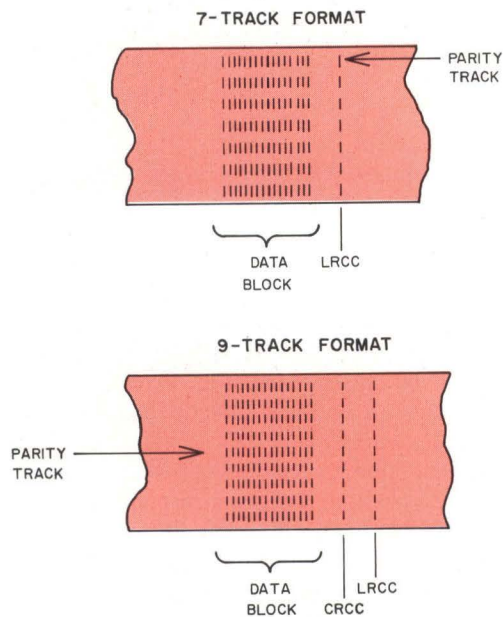 7-TRACK FORMAT
PARITY
TRACK
DATA
BLOCK
LRCC
9-TRACK FORMAT
PARITY
TRACK
DATA
BLOCK
CRCC
LRCC